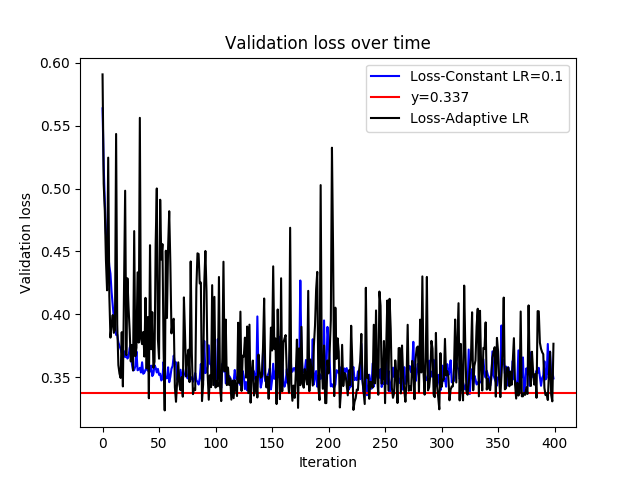 Validation loss over time
0.60
0.55
0.50
0.45
0.40
0.35
Validation loss
Loss-Constant LR=0.1
y=0.337
Loss-Adaptive LR
0 50 100 150 200 250 300 350 400
Iteration